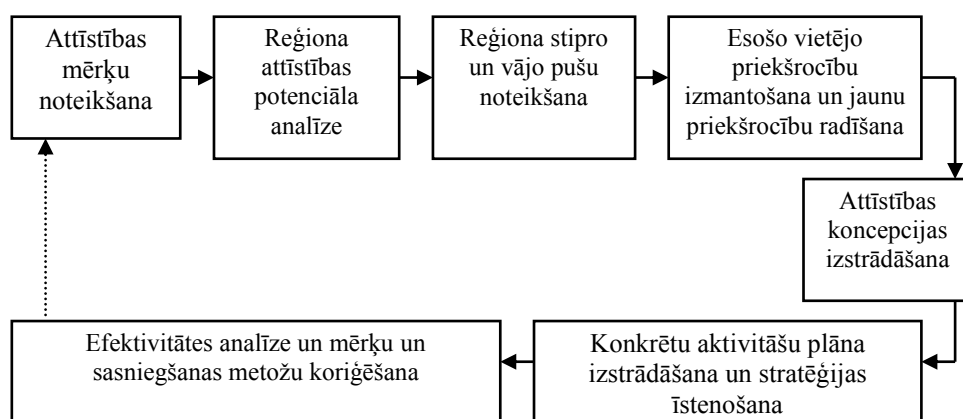 Attīstības
mērķu
noteikšana
Reģiona
attīstības
potenciāla
analīze
Reģiona stipro
un vājo pušu
noteikšana
Esošo vietējo
priekšrocību
izmantošana un jaunu
priekšrocību radīšana
Attīstības
koncepcijas
izstrādāšana
Konkrētu aktivitāšu plāna
izstrādāšana un stratēģijas
īstenošana
Efektivitātes analīze un mērķu un
sasniegšanas metožu koriģēšana